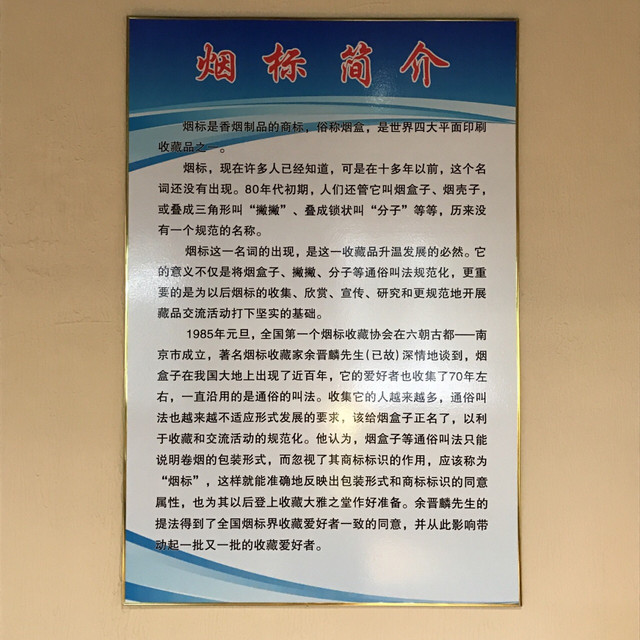 烟标简介
烟标是香烟制品的商标，俗称烟盒，是世界四大平面印刷
收藏品之一。
烟标，现在许多人已经知道，可是在十多年以前，这个名
词还没有出现。80年代初期，人们还管它叫烟盒子、烟壳子，
或叠成三角形叫“撇撇”、叠成锁状叫“分子”等等，历来没
有一个规范的名称。
烟标这一名词的出现，是这一收藏品升温发展的必然。它
的意义不仅是将烟盒子、撇撇、分子等通俗叫法规范化，更重
要的是为以后烟标的收集、欣赏、宣传、研究和更规范地开展
藏品交流活动打下坚实的基础。
1985年元旦，全国第一个烟标收藏协会在六朝古都——南
京市成立，著名烟标收藏家余晋麟先生(已故)深情地谈到，烟
盒子在我国大地上出现了近百年，它的爱好者也收集了70年左
右，一直沿用的是通俗的叫法。收集它的人越来越多，通俗叫
法也越来越不适应形式发展的要求，该给烟盒子正名了，以利
于收藏和交流活动的规范化。他认为，烟盒子等通俗叫法只能
说明卷烟的包装形式，而忽视了其商标标识的作用，应该称为
“烟标”，这样就能准确地反映出包装形式和商标标识的同意
属性，也为其以后登上收藏大雅之堂作好准备。余晋麟先生的
提法得到了全国烟标界收藏爱好者一致的同意，并从此影响带
动起一批又一批的收藏爱好者。